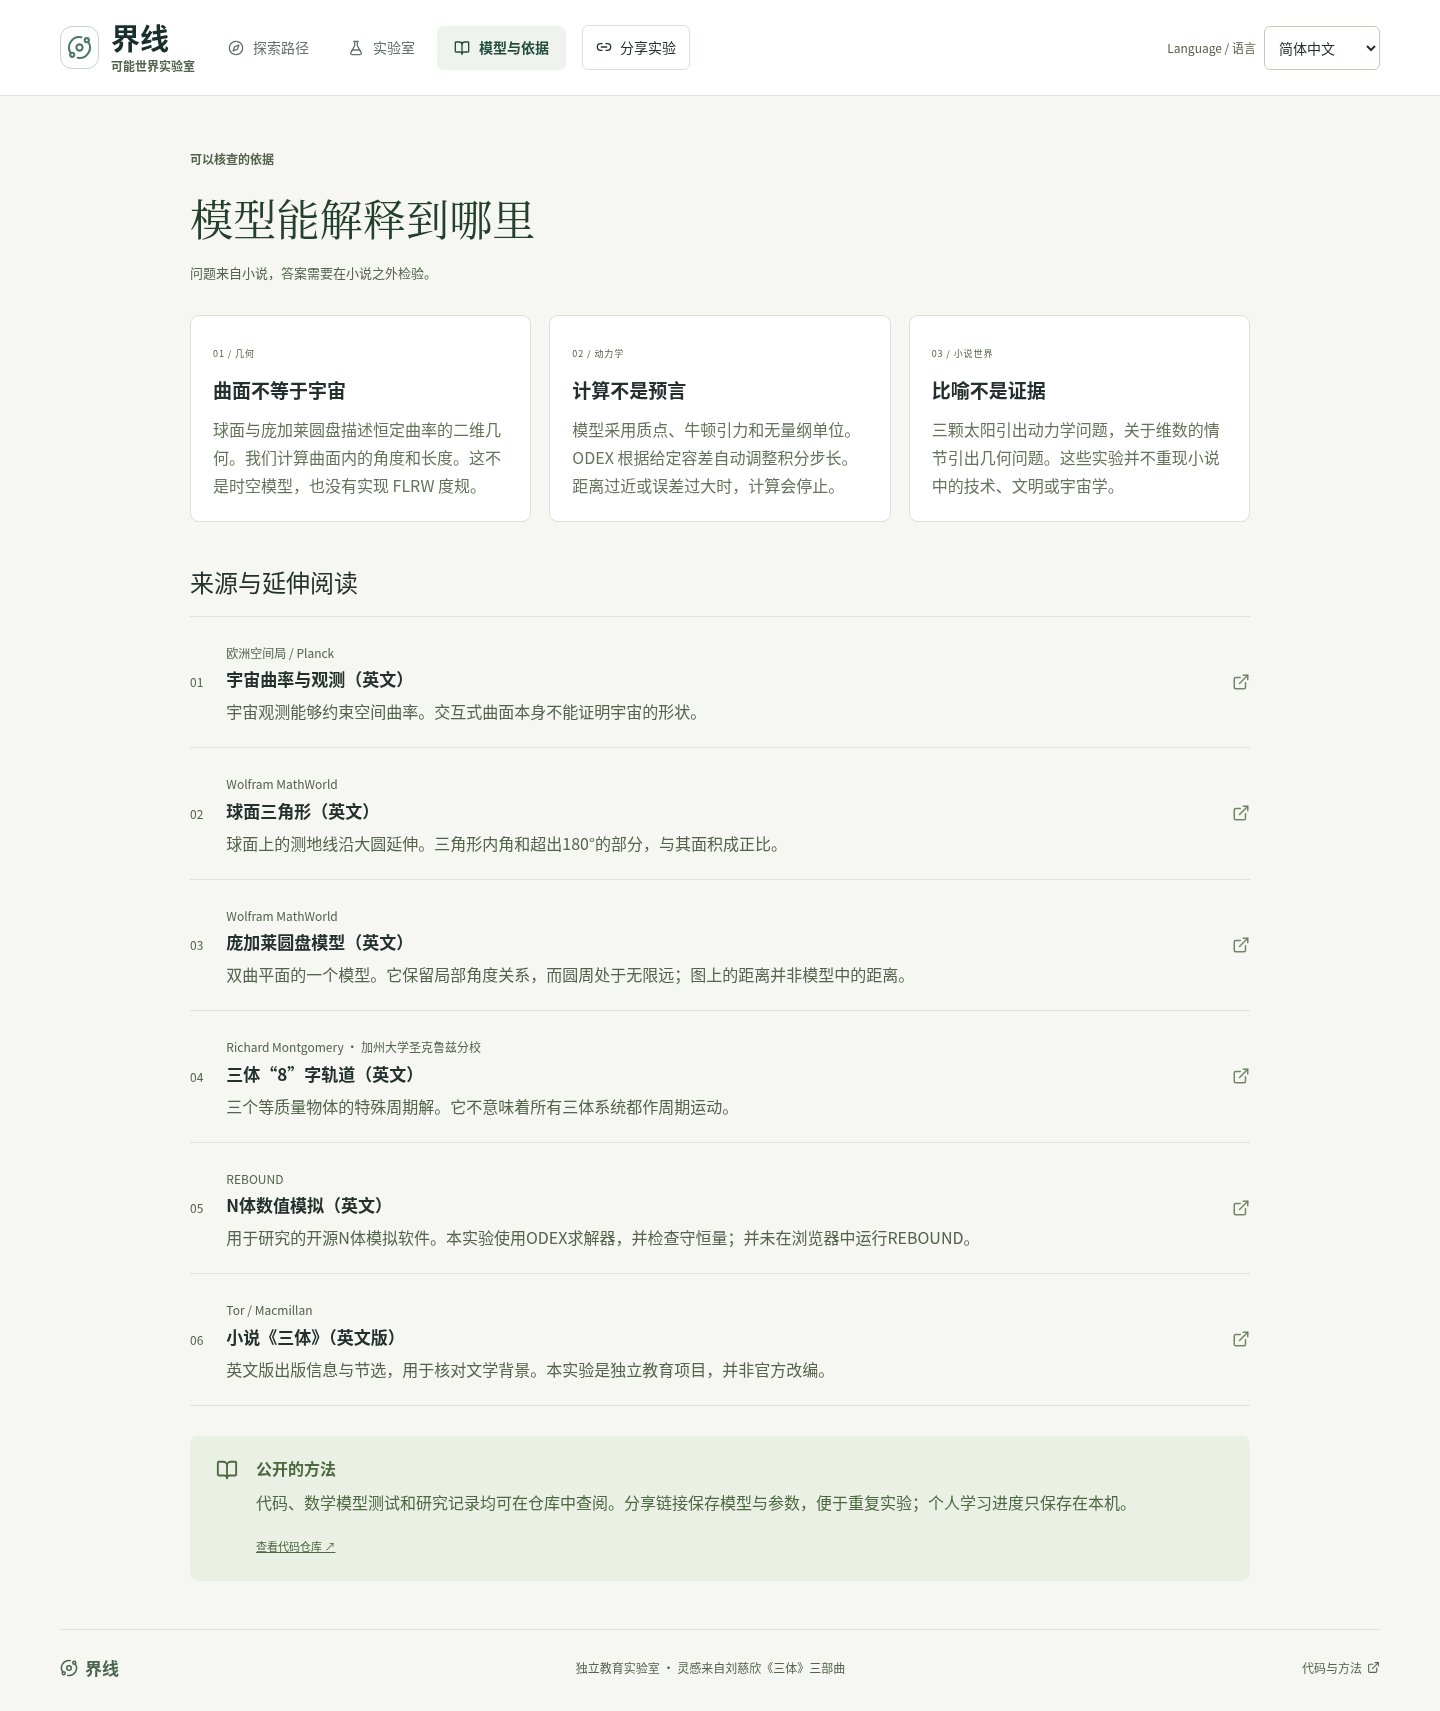 界线
可能世界实验室
探索路径
实验室
模型与依据
分享实验
Language / 语言
简体中文
可以核查的依据
模型能解释到哪里
问题来自小说，答案需要在小说之外检验。
01 / 几何
曲面不等于宇宙
球面与庞加莱圆盘描述恒定曲率的二维几
何。我们计算曲面内的角度和长度。这不
是时空模型，也没有实现 FLRW 度规。
02 / 动力学
计算不是预言
模型采用质点、牛顿引力和无量纲单位。
ODEX 根据给定容差自动调整积分步长。
距离过近或误差过大时，计算会停止。
03 / 小说世界
比喻不是证据
三颗太阳引出动力学问题，关于维数的情
节引出几何问题。这些实验并不重现小说
中的技术、文明或宇宙学。
来源与延伸阅读
01
欧洲空间局 / Planck
宇宙曲率与观测（英文）
宇宙观测能够约束空间曲率。交互式曲面本身不能证明宇宙的形状。
02
Wolfram MathWorld
球面三角形（英文）
球面上的测地线沿大圆延伸。三角形内角和超出180°的部分，与其面积成正比。
03
Wolfram MathWorld
庞加莱圆盘模型（英文）
双曲平面的一个模型。它保留局部角度关系，而圆周处于无限远；图上的距离并非模型中的距离。
04
Richard Montgomery · 加州大学圣克鲁兹分校
三体“8”字轨道（英文）
三个等质量物体的特殊周期解。它不意味着所有三体系统都作周期运动。
05
REBOUND
N体数值模拟（英文）
用于研究的开源N体模拟软件。本实验使用ODEX求解器，并检查守恒量；并未在浏览器中运行REBOUND。
06
Tor / Macmillan
小说《三体》（英文版）
英文版出版信息与节选，用于核对文学背景。本实验是独立教育项目，并非官方改编。
公开的方法
代码、数学模型测试和研究记录均可在仓库中查阅。分享链接保存模型与参数，便于重复实验；个人学习进度只保存在本机。
查看代码仓库 ↗
界线
独立教育实验室 · 灵感来自刘慈欣《三体》三部曲
代码与方法